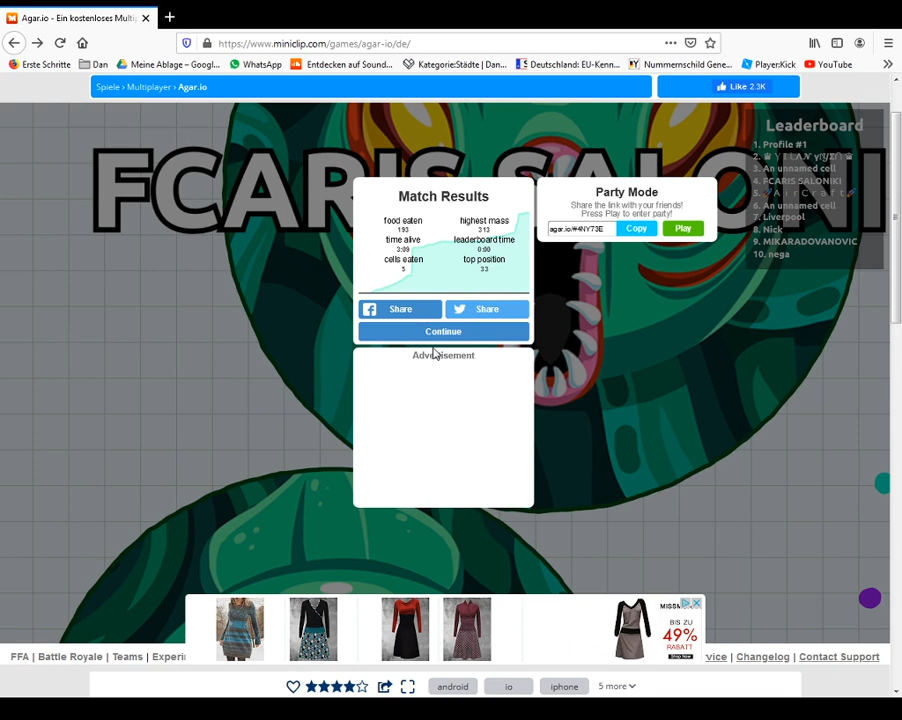 Agar.io - Ein kostenloses Multip
https://www.miniclip.com/games/agar-io/de/
Erste Schritte Dan Meine Ablage – Googl... WhatsApp Entdecken auf Sound... Kategorie:Städte | Dan... Deutschland: EU-Kenn... Nummernschild Gene... Player:Kick YouTube
Spiele › Multiplayer › Agar.io
Like 2.3K
FCARIS SALONI
Leaderboard
1. Profile #1
2.
3. An unnamed cell
4. FCARIS SALONIKI
5. A i r C r a f t
6. An unnamed cell
7. Liverpool
8. Nick
9. MIKARADOVANOVIC
10. nega
Match Results
food eaten highest mass
193 313
time alive leaderboard time
3:09 0:00
cells eaten top position
5 33
Share Share
Continue
Party Mode
Share the link with your friends!
Press Play to enter party!
agar.io/#4NY73E Copy Play
Advertisement
MISSM
BIS ZU
49%
RABATT
Shop Now
FFA | Battle Royale | Teams | Experi
vice | Changelog | Contact Support
android io iphone 5 more